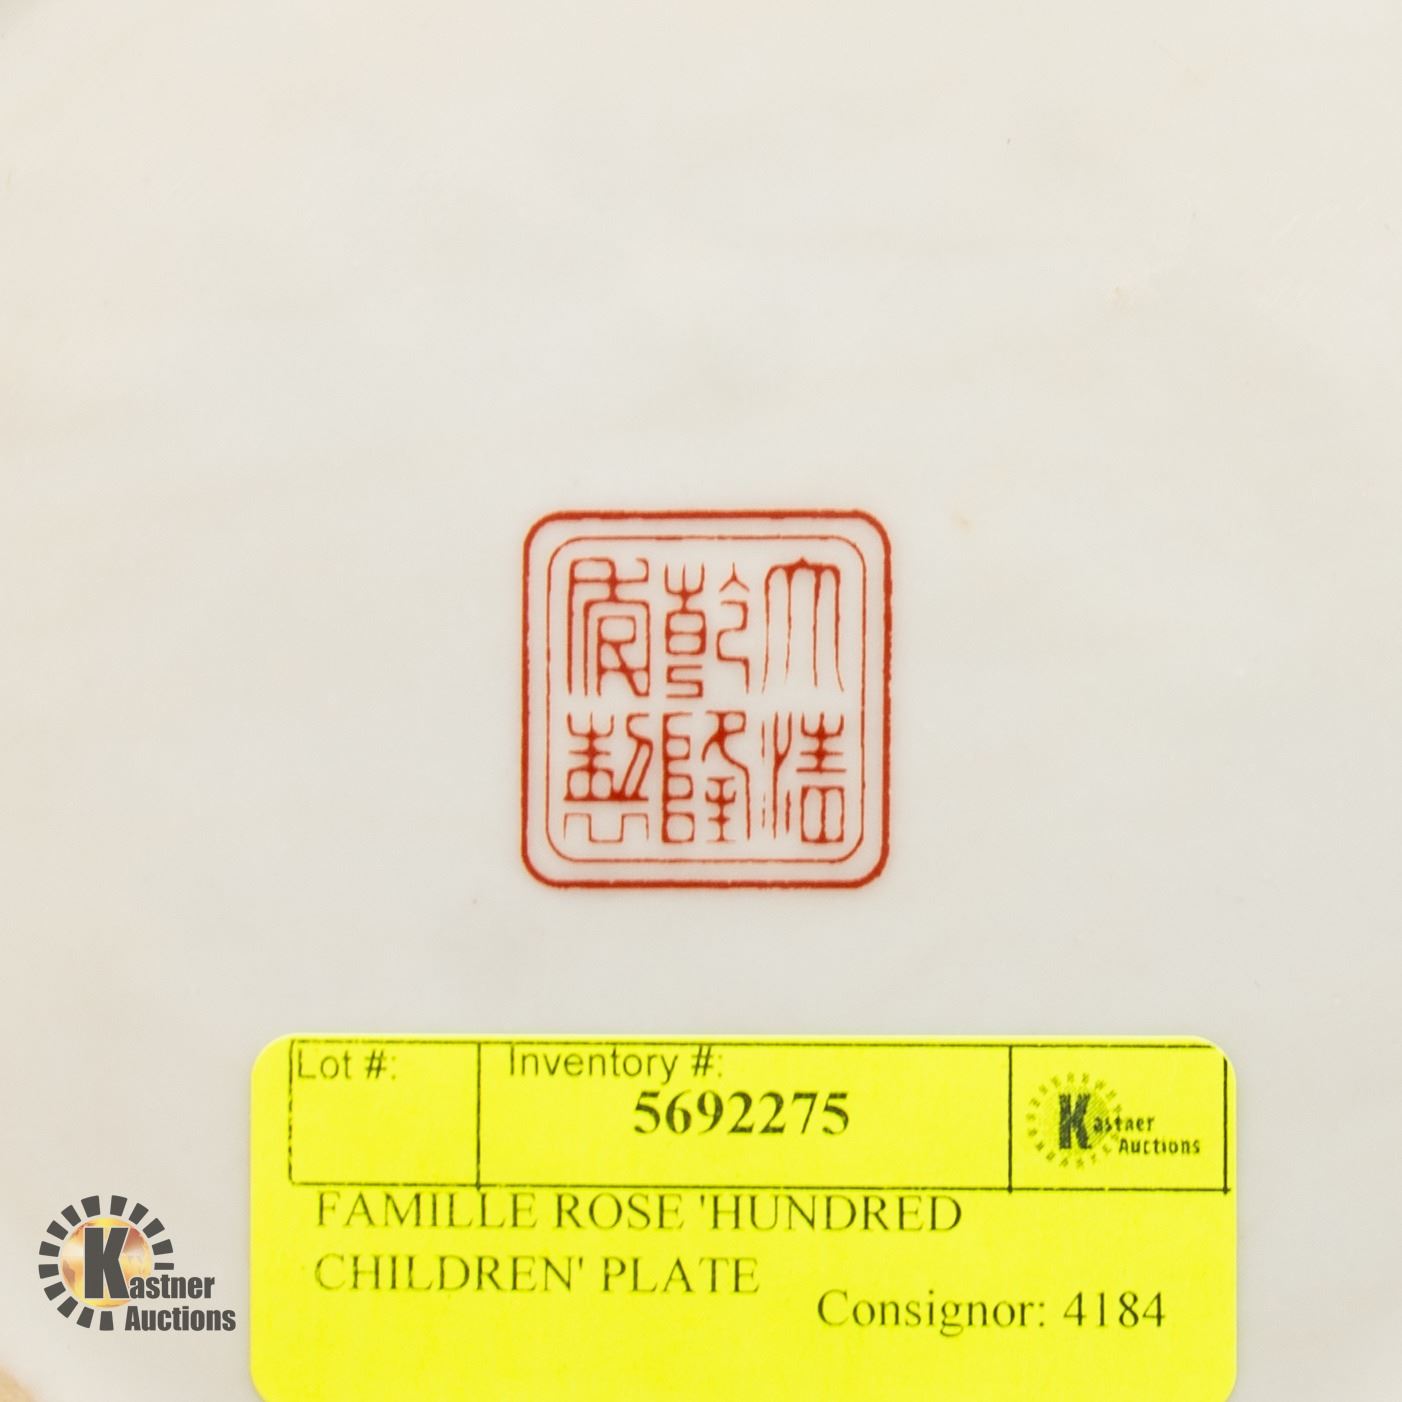 大清
乾隆
年製
Lot #:
Inventory #:
5692275
Kastner
Auctions
FAMILLE ROSE 'HUNDRED
CHILDREN' PLATE
Consignor: 4184
Kastner
Auctions